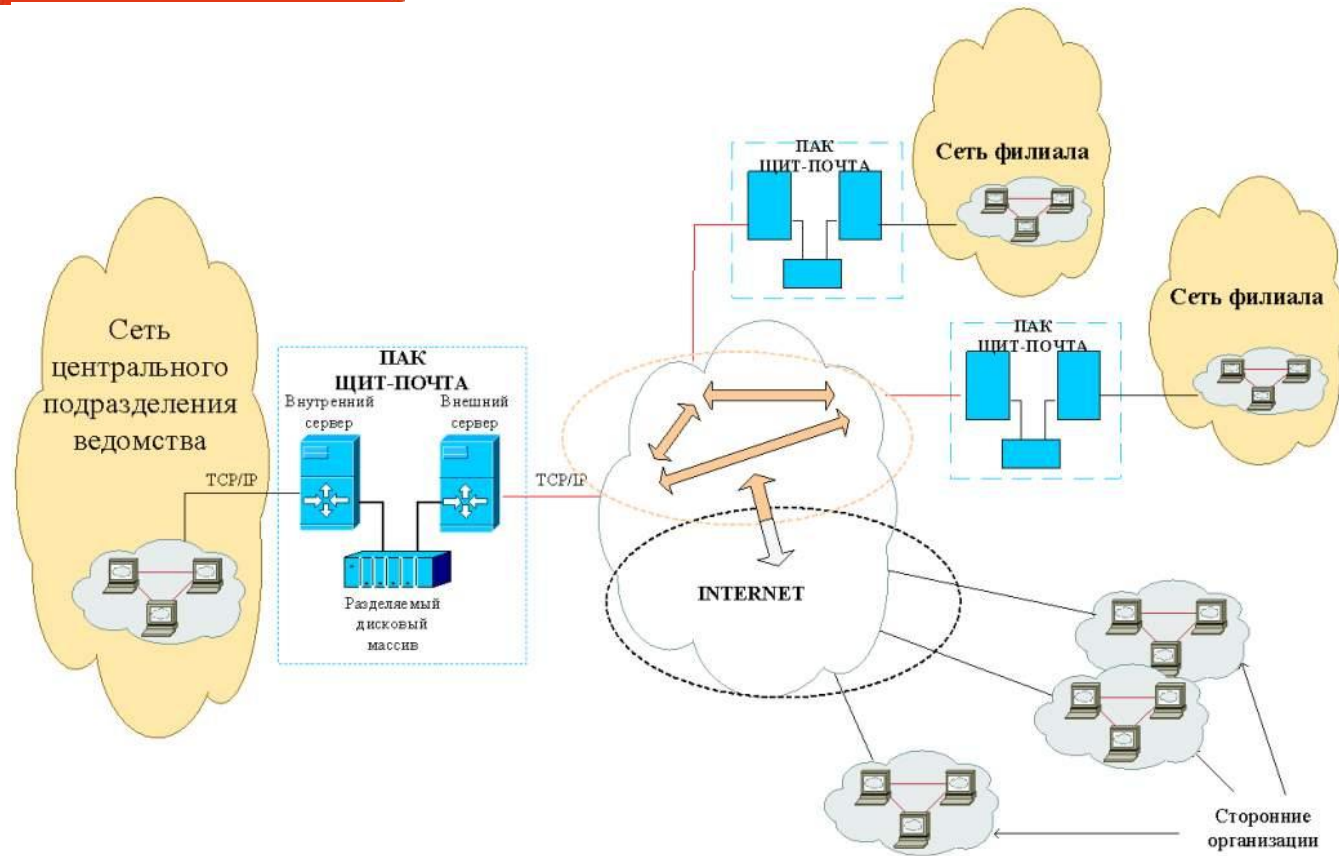 ПАК
ЩИТ-ПОЧТА
Сеть филиала
Сеть филиала
ПАК
ЩИТ-ПОЧТА
Сеть
центрального
подразделения
ведомства
ПАК
ЩИТ-ПОЧТА
Внутренний
сервер
Внешний
сервер
TCP/IP
TCP/IP
Разделяемый
дисковый
массив
INTERNET
Сторонние
организации